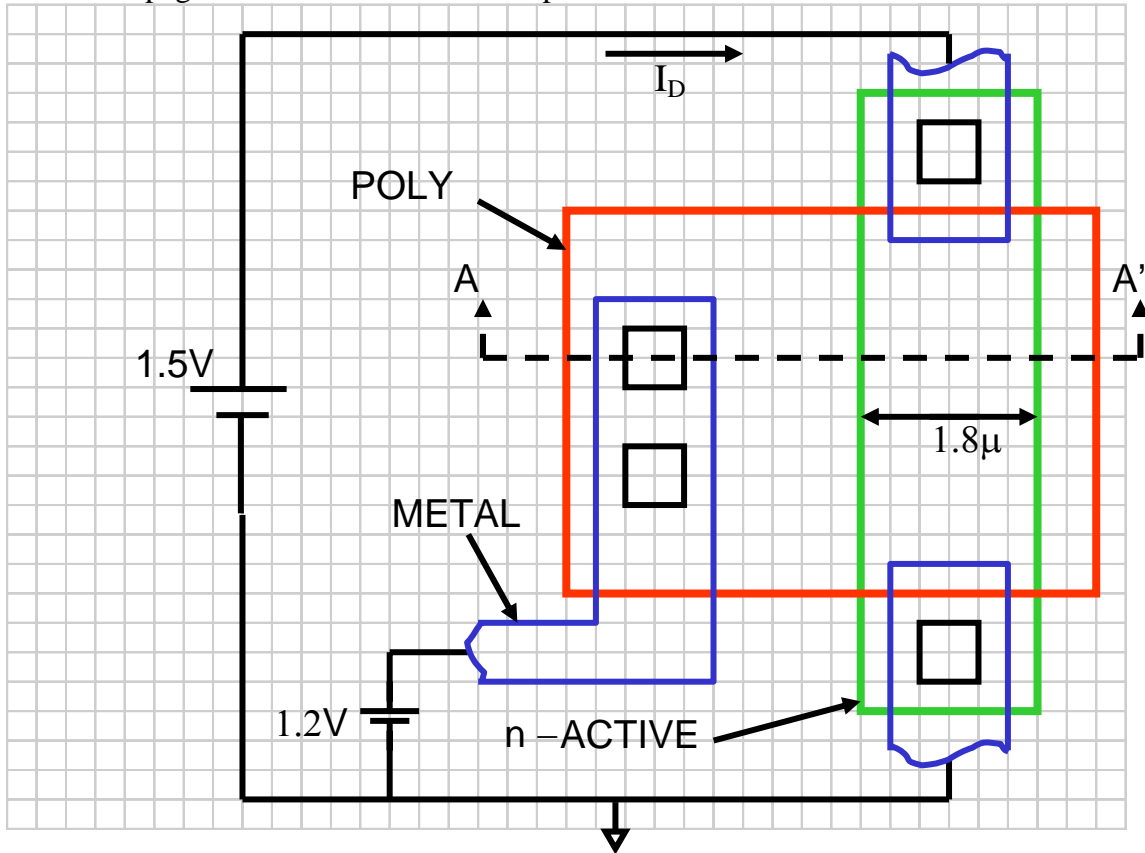 I_D
POLY
A A'
1.5V
1.8μ
METAL
1.2V
n –ACTIVE